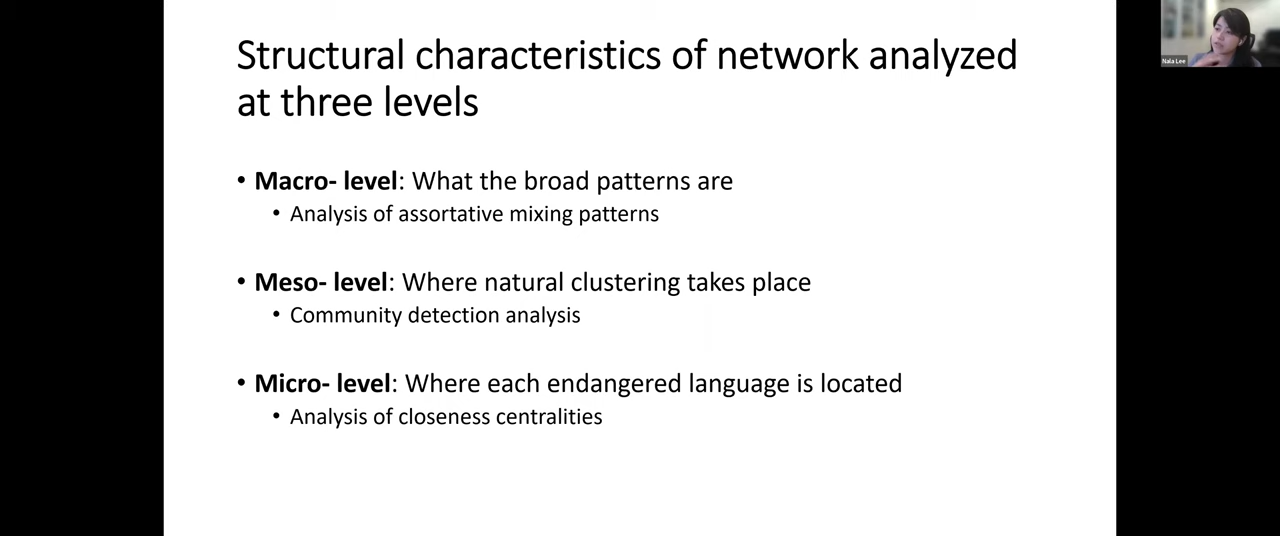 Structural characteristics of network analyzed
at three levels
• Macro- level: What the broad patterns are
• Analysis of assortative mixing patterns
• Meso- level: Where natural clustering takes place
• Community detection analysis
• Micro- level: Where each endangered language is located
• Analysis of closeness centralities
Nala Lee